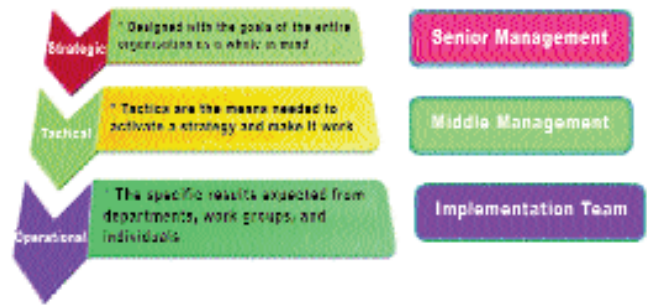 Strategic
* Designed with the goals of the entire
organisation as a whole in mind
Senior Management
Tactical
* Tactics are the means needed to
activate a strategy and make it work
Middle Management
Operational
* The specific results expected from
departments, work groups, and
individuals
Implementation Team